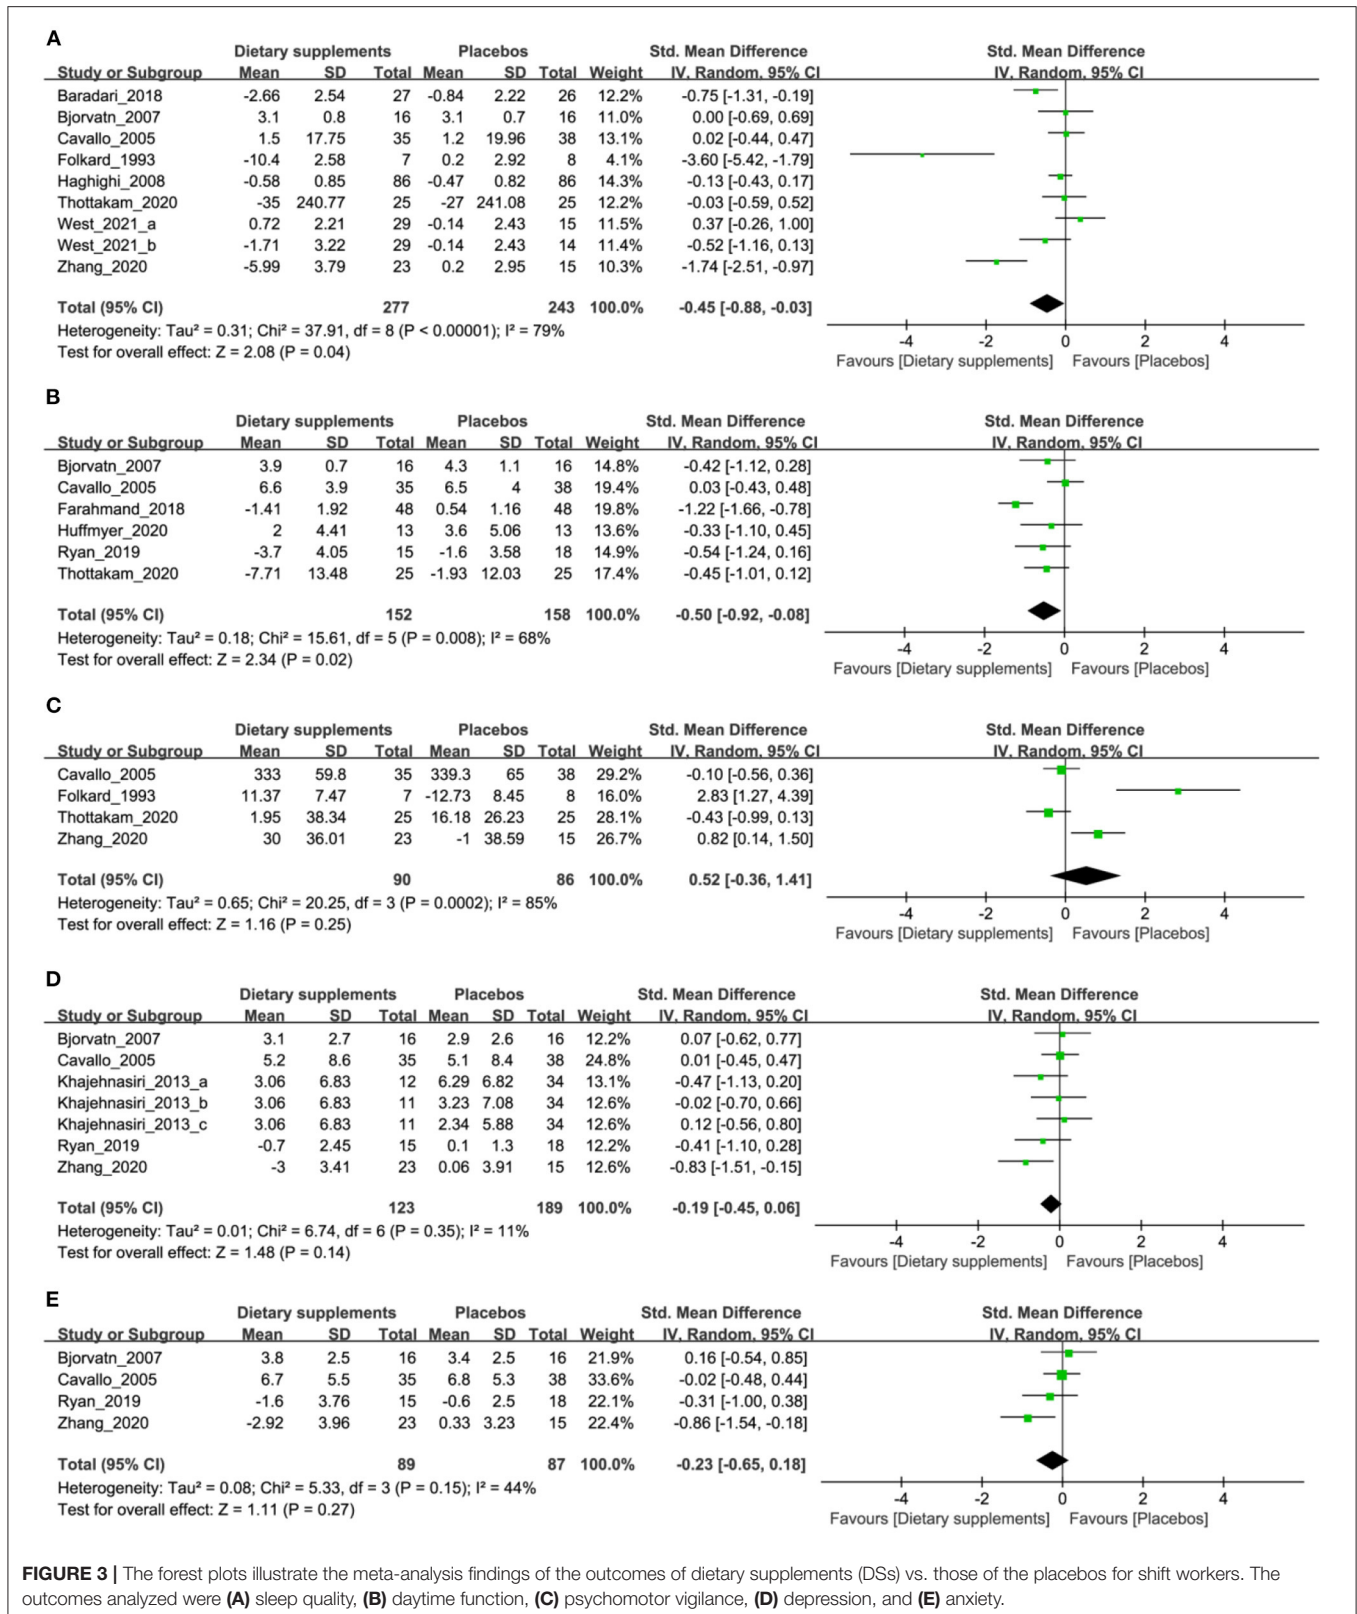 A
Dietary supplements Placebos Std. Mean Difference Std. Mean Difference
Study or Subgroup Mean SD Total Mean SD Total Weight IV, Random, 95% CI IV, Random, 95% CI
Baradari_2018 -2.66 2.54 27 -0.84 2.22 26 12.2% -0.75 [-1.31, -0.19]
Bjorvatn_2007 3.1 0.8 16 3.1 0.7 16 11.0% 0.00 [-0.69, 0.69]
Cavallo_2005 1.5 17.75 35 1.2 19.96 38 13.1% 0.02 [-0.44, 0.47]
Folkard_1993 -10.4 2.58 7 0.2 2.92 8 4.1% -3.60 [-5.42, -1.79]
Haghighi_2008 -0.58 0.85 86 -0.47 0.82 86 14.3% -0.13 [-0.43, 0.17]
Thottakam_2020 -35 240.77 25 -27 241.08 25 12.2% -0.03 [-0.59, 0.52]
West_2021_a 0.72 2.21 29 -0.14 2.43 15 11.5% 0.37 [-0.26, 1.00]
West_2021_b -1.71 3.22 29 -0.14 2.43 14 11.4% -0.52 [-1.16, 0.13]
Zhang_2020 -5.99 3.79 23 0.2 2.95 15 10.3% -1.74 [-2.51, -0.97]
Total (95% CI) 277 243 100.0% -0.45 [-0.88, -0.03]
Heterogeneity: Tau² = 0.31; Chi² = 37.91, df = 8 (P < 0.00001); I² = 79%
Test for overall effect: Z = 2.08 (P = 0.04)
-4 -2 0 2 4
Favours [Dietary supplements] Favours [Placebos]
B
Dietary supplements Placebos Std. Mean Difference Std. Mean Difference
Study or Subgroup Mean SD Total Mean SD Total Weight IV, Random, 95% CI IV, Random, 95% CI
Bjorvatn_2007 3.9 0.7 16 4.3 1.1 16 14.8% -0.42 [-1.12, 0.28]
Cavallo_2005 6.6 3.9 35 6.5 4 38 19.4% 0.03 [-0.43, 0.48]
Farahmand_2018 -1.41 1.92 48 0.54 1.16 48 19.8% -1.22 [-1.66, -0.78]
Huffmyer_2020 2 4.41 13 3.6 5.06 13 13.6% -0.33 [-1.10, 0.45]
Ryan_2019 -3.7 4.05 15 -1.6 3.58 18 14.9% -0.54 [-1.24, 0.16]
Thottakam_2020 -7.71 13.48 25 -1.93 12.03 25 17.4% -0.45 [-1.01, 0.12]
Total (95% CI) 152 158 100.0% -0.50 [-0.92, -0.08]
Heterogeneity: Tau² = 0.18; Chi² = 15.61, df = 5 (P = 0.008); I² = 68%
Test for overall effect: Z = 2.34 (P = 0.02)
-4 -2 0 2 4
Favours [Dietary supplements] Favours [Placebos]
C
Dietary supplements Placebos Std. Mean Difference Std. Mean Difference
Study or Subgroup Mean SD Total Mean SD Total Weight IV, Random, 95% CI IV, Random, 95% CI
Cavallo_2005 333 59.8 35 339.3 65 38 29.2% -0.10 [-0.56, 0.36]
Folkard_1993 11.37 7.47 7 -12.73 8.45 8 16.0% 2.83 [1.27, 4.39]
Thottakam_2020 1.95 38.34 25 16.18 26.23 25 28.1% -0.43 [-0.99, 0.13]
Zhang_2020 30 36.01 23 -1 38.59 15 26.7% 0.82 [0.14, 1.50]
Total (95% CI) 90 86 100.0% 0.52 [-0.36, 1.41]
Heterogeneity: Tau² = 0.65; Chi² = 20.25, df = 3 (P = 0.0002); I² = 85%
Test for overall effect: Z = 1.16 (P = 0.25)
-4 -2 0 2 4
Favours [Dietary supplements] Favours [Placebos]
D
Dietary supplements Placebos Std. Mean Difference Std. Mean Difference
Study or Subgroup Mean SD Total Mean SD Total Weight IV, Random, 95% CI IV, Random, 95% CI
Bjorvatn_2007 3.1 2.7 16 2.9 2.6 16 12.2% 0.07 [-0.62, 0.77]
Cavallo_2005 5.2 8.6 35 5.1 8.4 38 24.8% 0.01 [-0.45, 0.47]
Khajehnasiri_2013_a 3.06 6.83 12 6.29 6.82 34 13.1% -0.47 [-1.13, 0.20]
Khajehnasiri_2013_b 3.06 6.83 11 3.23 7.08 34 12.6% -0.02 [-0.70, 0.66]
Khajehnasiri_2013_c 3.06 6.83 11 2.34 5.88 34 12.6% 0.12 [-0.56, 0.80]
Ryan_2019 -0.7 2.45 15 0.1 1.3 18 12.2% -0.41 [-1.10, 0.28]
Zhang_2020 -3 3.41 23 0.06 3.91 15 12.6% -0.83 [-1.51, -0.15]
Total (95% CI) 123 189 100.0% -0.19 [-0.45, 0.06]
Heterogeneity: Tau² = 0.01; Chi² = 6.74, df = 6 (P = 0.35); I² = 11%
Test for overall effect: Z = 1.48 (P = 0.14)
-4 -2 0 2 4
Favours [Dietary supplements] Favours [Placebos]
E
Dietary supplements Placebos Std. Mean Difference Std. Mean Difference
Study or Subgroup Mean SD Total Mean SD Total Weight IV, Random, 95% CI IV, Random, 95% CI
Bjorvatn_2007 3.8 2.5 16 3.4 2.5 16 21.9% 0.16 [-0.54, 0.85]
Cavallo_2005 6.7 5.5 35 6.8 5.3 38 33.6% -0.02 [-0.48, 0.44]
Ryan_2019 -1.6 3.76 15 -0.6 2.5 18 22.1% -0.31 [-1.00, 0.38]
Zhang_2020 -2.92 3.96 23 0.33 3.23 15 22.4% -0.86 [-1.54, -0.18]
Total (95% CI) 89 87 100.0% -0.23 [-0.65, 0.18]
Heterogeneity: Tau² = 0.08; Chi² = 5.33, df = 3 (P = 0.15); I² = 44%
Test for overall effect: Z = 1.11 (P = 0.27)
-4 -2 0 2 4
Favours [Dietary supplements] Favours [Placebos]
FIGURE 3 | The forest plots illustrate the meta-analysis findings of the outcomes of dietary supplements (DSs) vs. those of the placebos for shift workers. The
outcomes analyzed were (A) sleep quality, (B) daytime function, (C) psychomotor vigilance, (D) depression, and (E) anxiety.